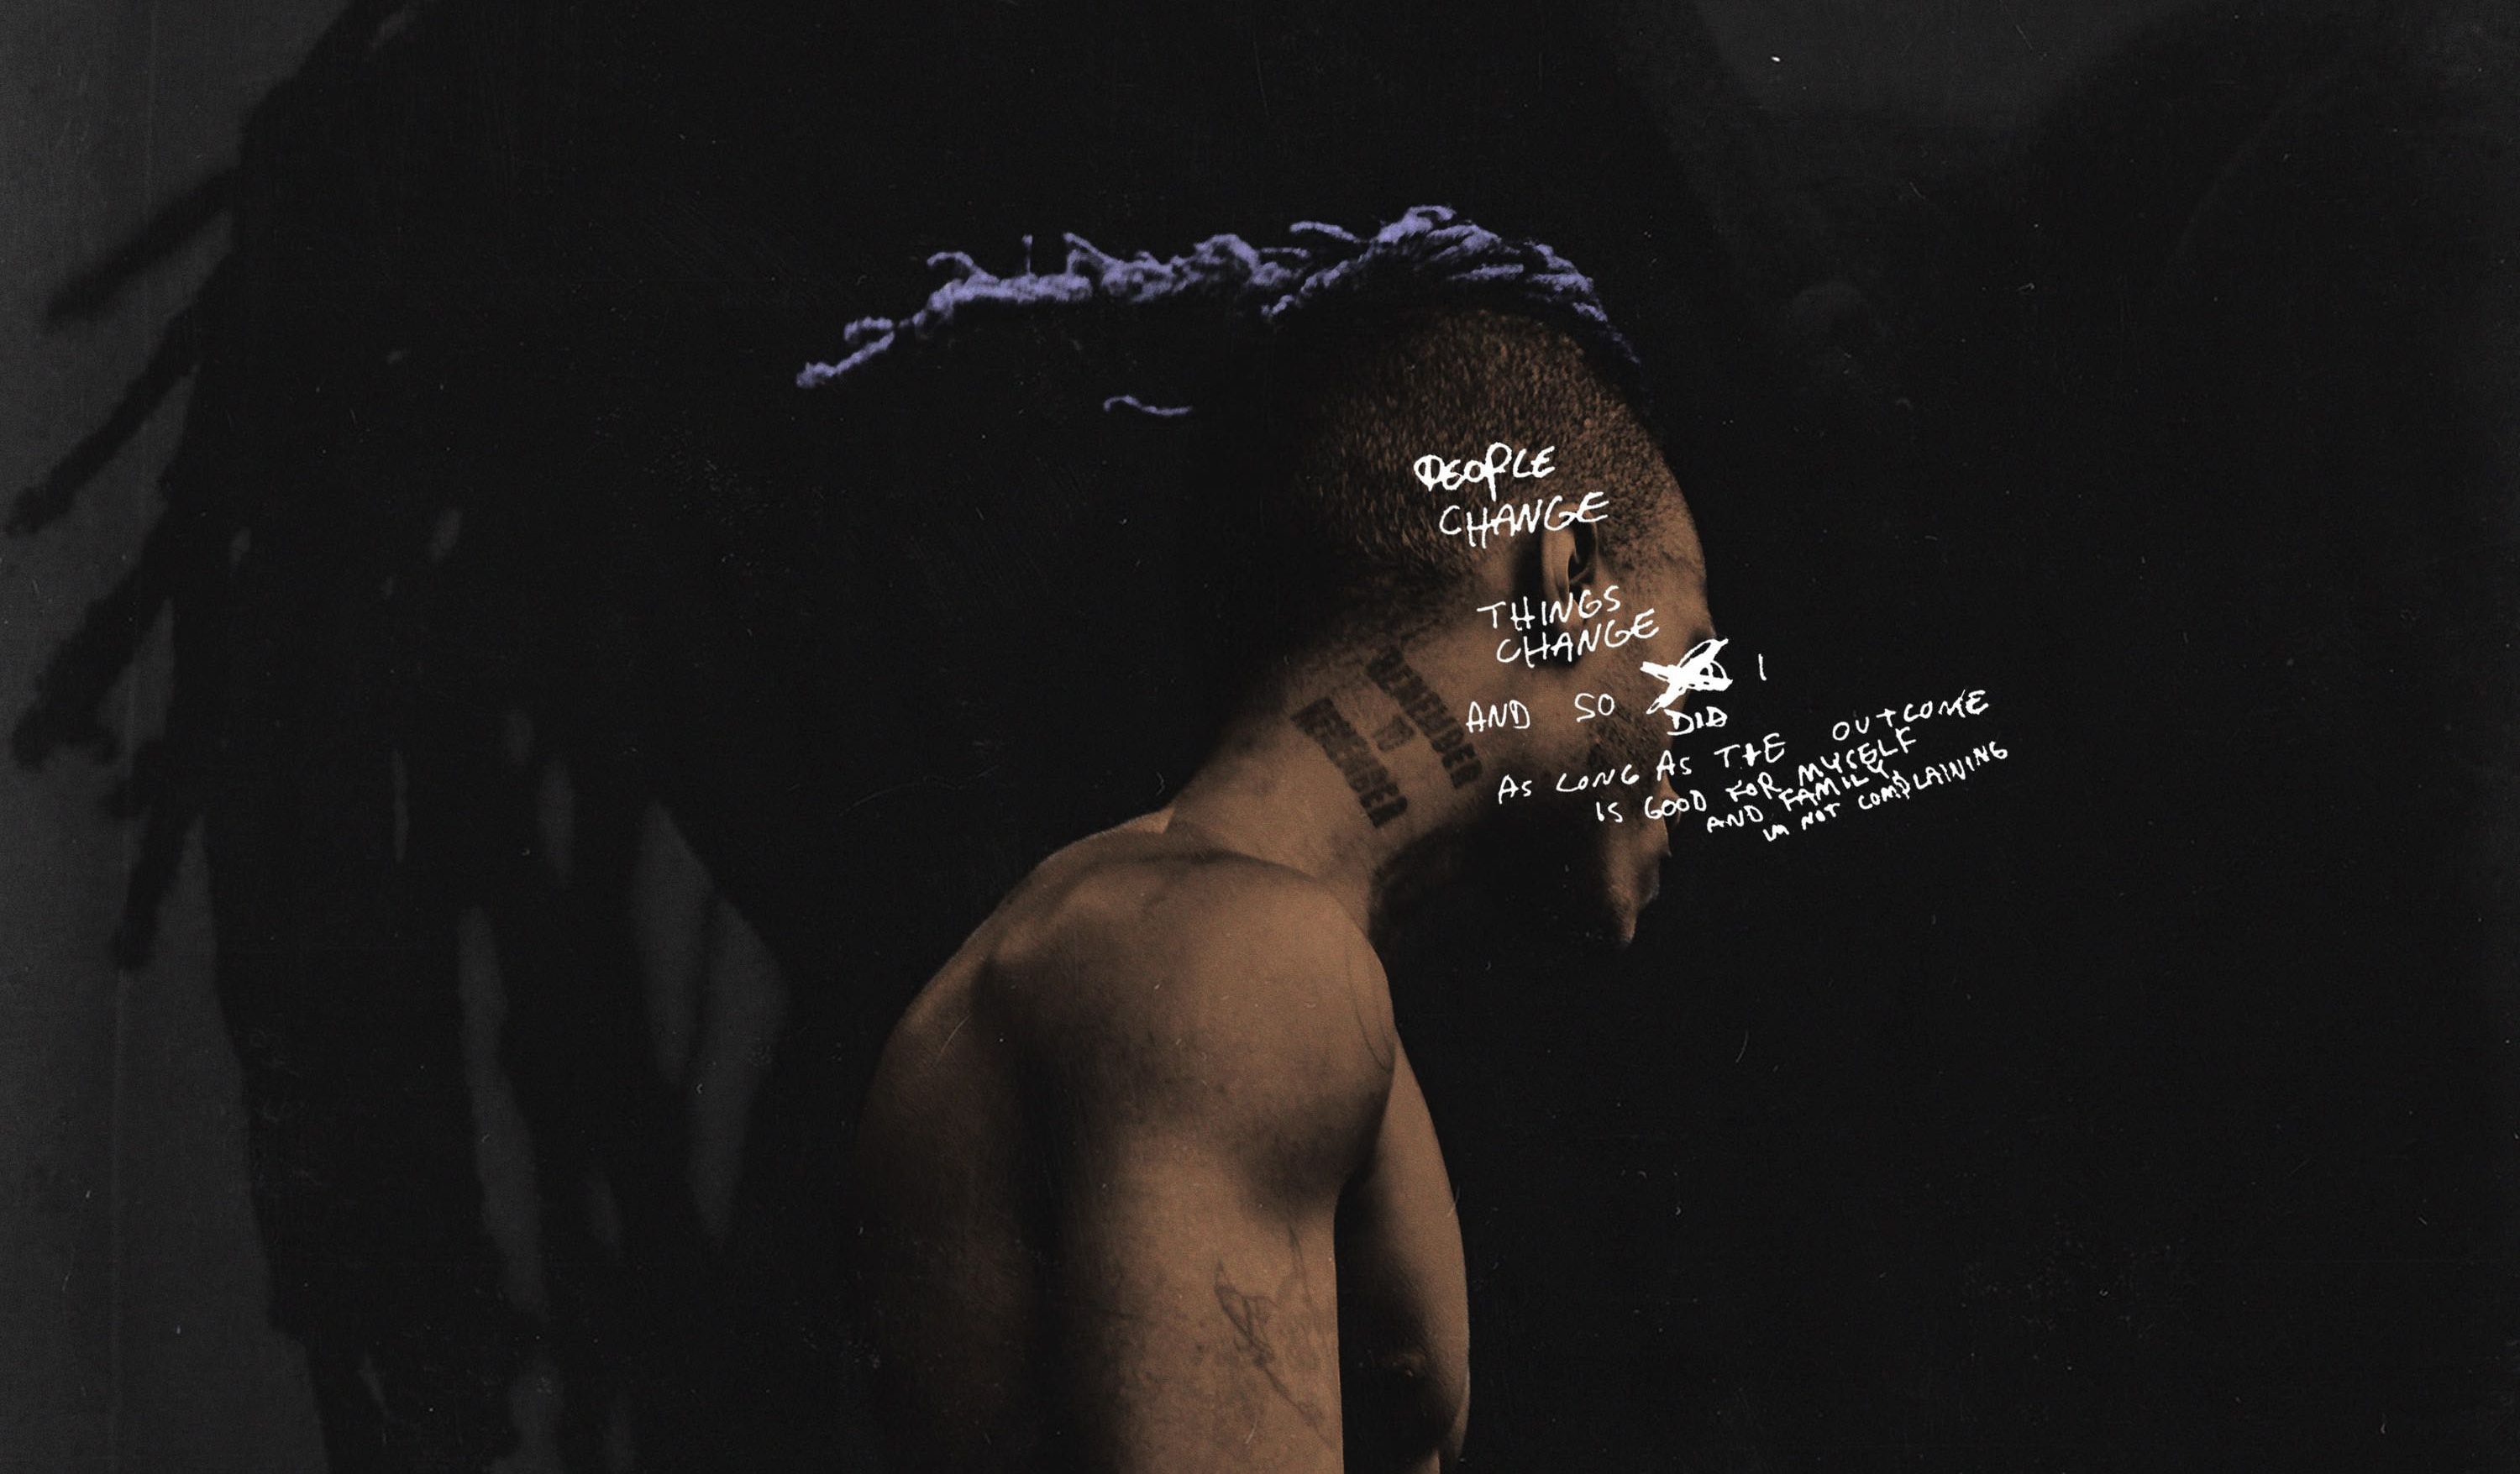 PEOPLE
CHANGE
THINGS
CHANGE
AND SO I
DID
AS LONG AS THE OUTCOME
IS GOOD FOR MYSELF
AND FAMILY
IM NOT COMPLAINING
REMINDER
TO
REMEMBER